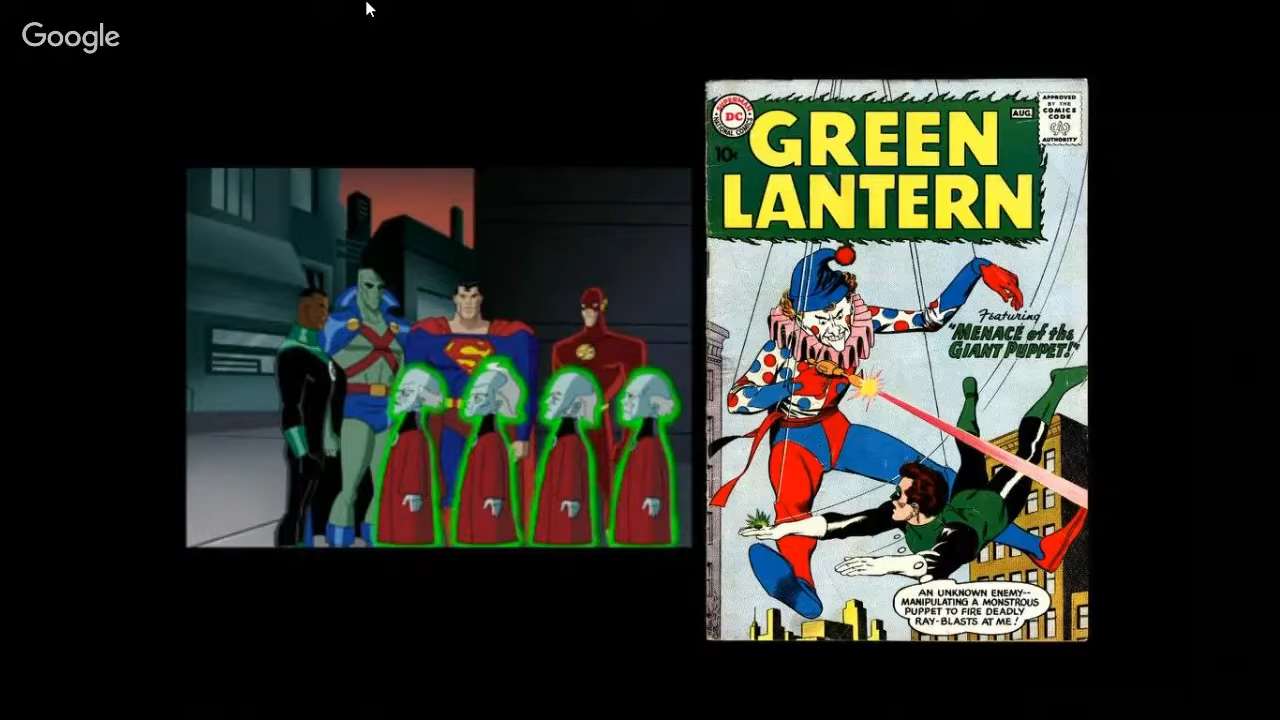 Google
SUPERMAN
DC
NATIONAL COMICS
AUG.
APPROVED
BY THE
COMICS
CODE
CA
AUTHORITY
10¢
GREEN
LANTERN
Featuring
"MENACE of the
GIANT PUPPET!"
AN UNKNOWN ENEMY--
MANIPULATING A MONSTROUS
PUPPET TO FIRE DEADLY
RAY-BLASTS AT ME!